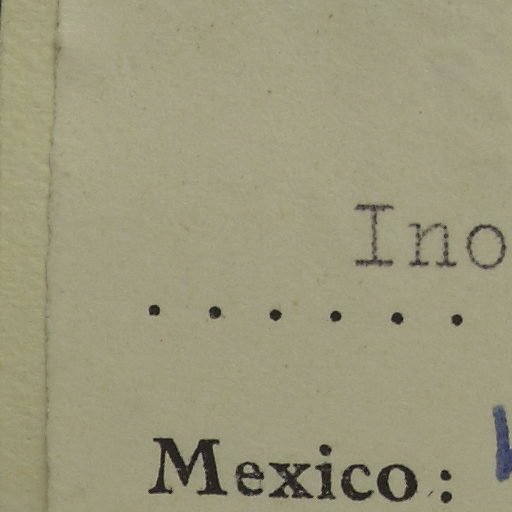 Ino
......
Mexico: